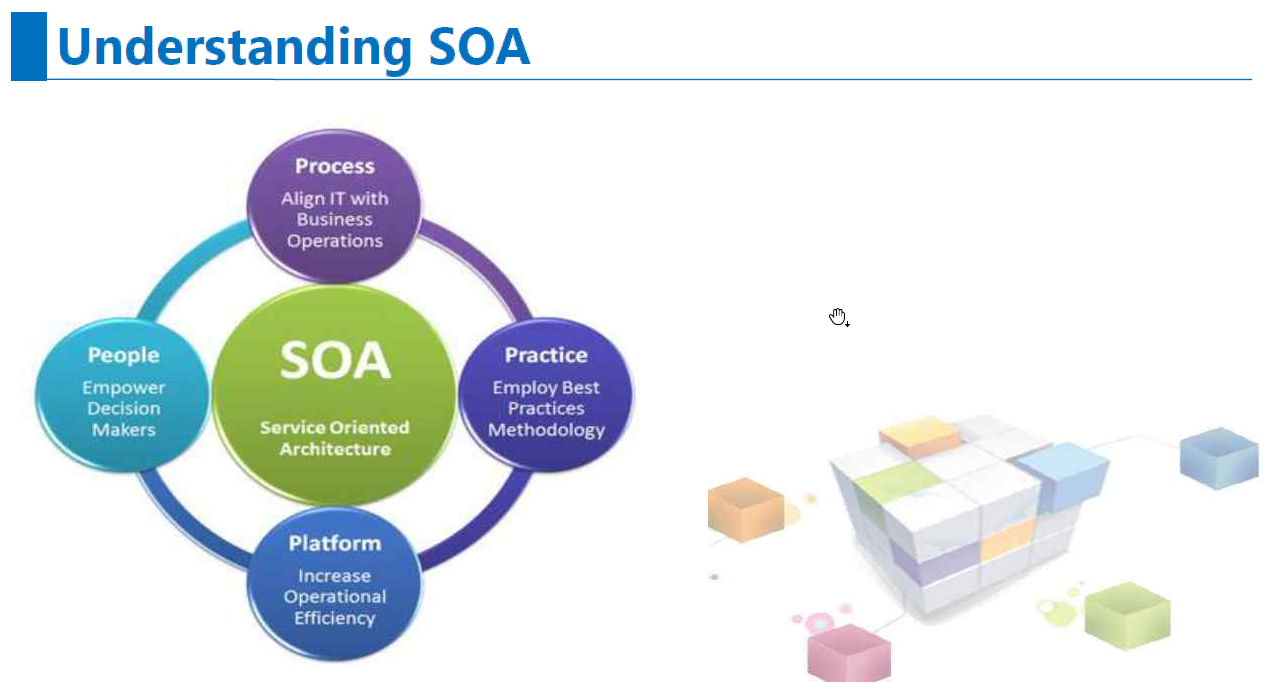 Understanding SOA
Process
Align IT with
Business
Operations
People
Empower
Decision
Makers
SOA
Service Oriented
Architecture
Practice
Employ Best
Practices
Methodology
Platform
Increase
Operational
Efficiency